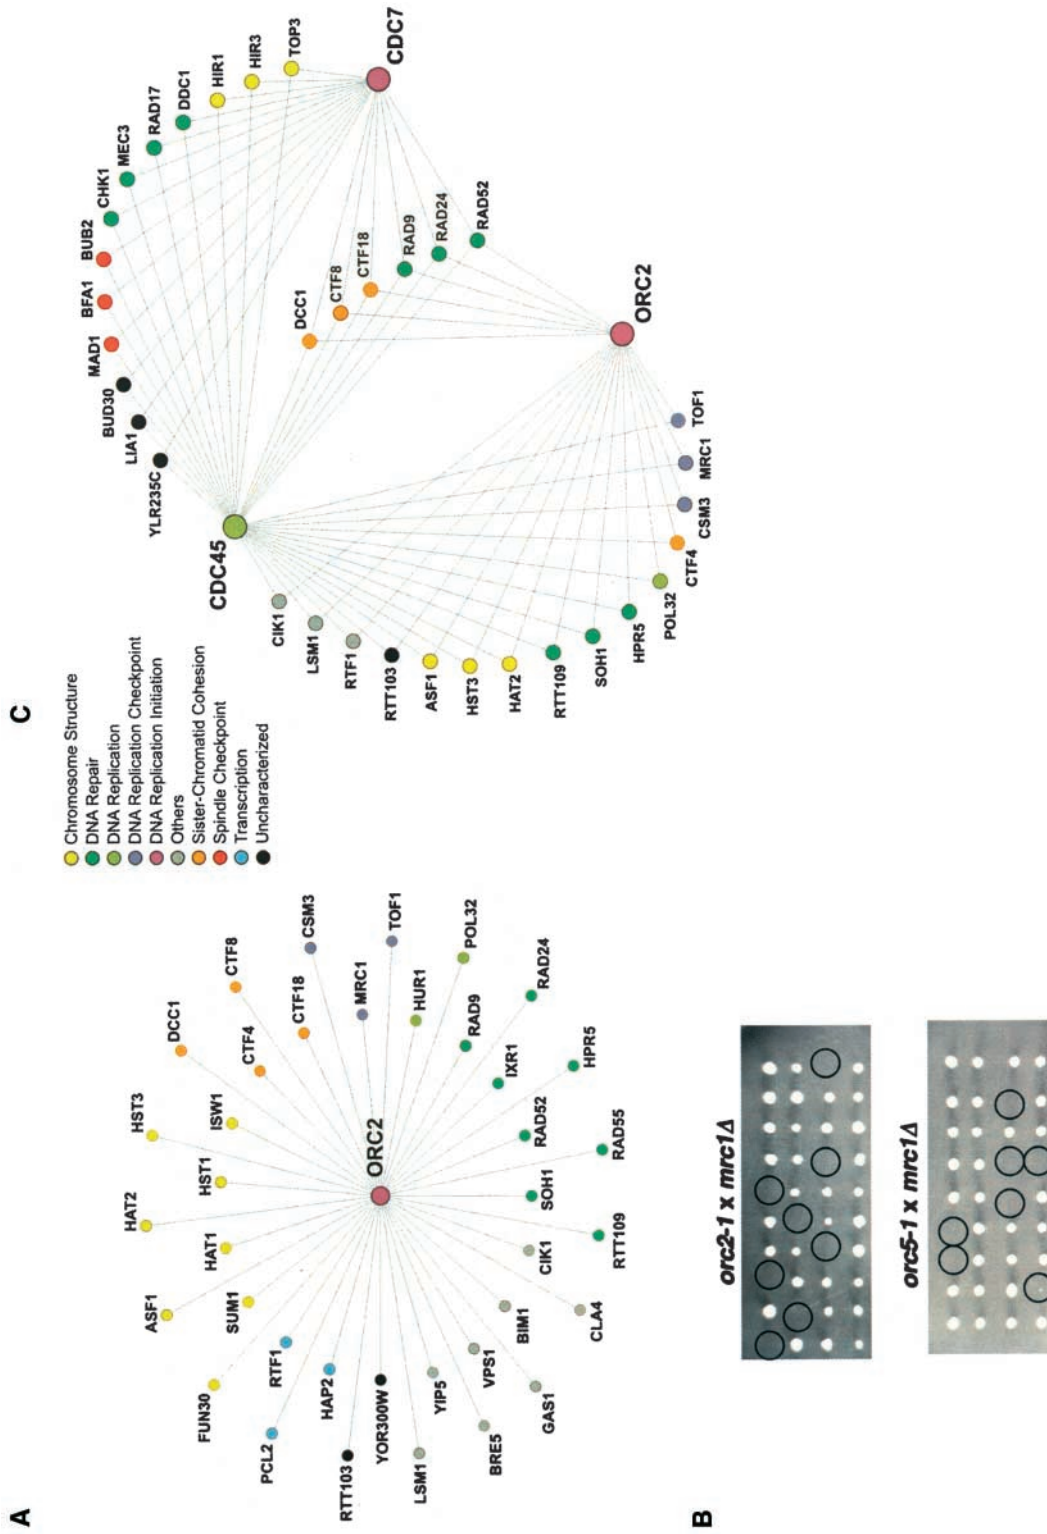 A
HST3
DCC1
CTF8
HAT2
HST1
ISW1
CTF4
CTF18
CSM3
ASF1
HAT1
SUM1
MRC1
TOF1
FUN30
RTF1
ORC2
HUR1
POL32
PCL2
HAP2
RAD9
RTT103
YOR300W
IXR1
RAD24
YIP5
RAD52
HPR5
LSM1
VPS1
BIM1
CIK1
SOH1
RAD55
BRE5
GAS1
CLA4
RTT109
B
orc2-1 x mrc1Δ
orc5-1 x mrc1Δ
Chromosome Structure
DNA Repair
DNA Replication
DNA Replication Checkpoint
DNA Replication Initiation
Others
Sister-Chromatid Cohesion
Spindle Checkpoint
Transcription
Uncharacterized
C
YLR235C
LIA1
BUD30
MAD1
BFA1
BUB2
CHK1
MEC3
RAD17
DDC1
HIR1
HIR3
TOP3
CDC7
CDC45
DCC1
CTF8
CTF18
RAD9
RAD24
RAD52
CIK1
LSM1
RTF1
RTT103
ASF1
HST3
HAT2
RTT109
SOH1
HPR5
POL32
CTF4
CSM3
MRC1
TOF1
ORC2